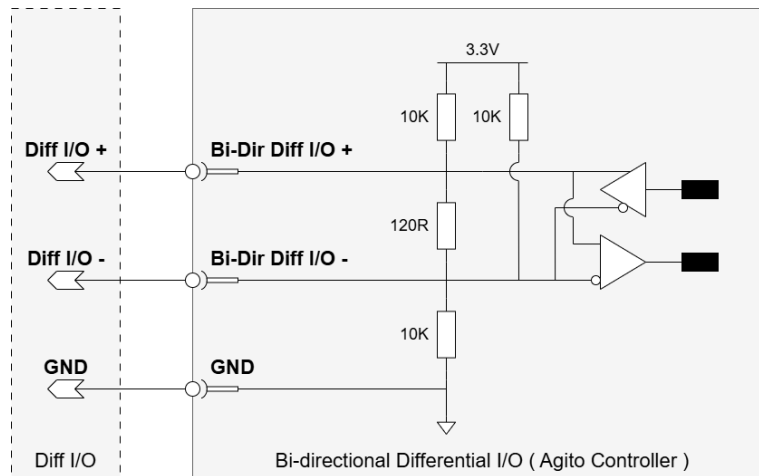 3.3V
10K
10K
Diff I/O +
Bi-Dir Diff I/O +
120R
Diff I/O -
Bi-Dir Diff I/O -
10K
GND
GND
Diff I/O
Bi-directional Differential I/O ( Agito Controller )